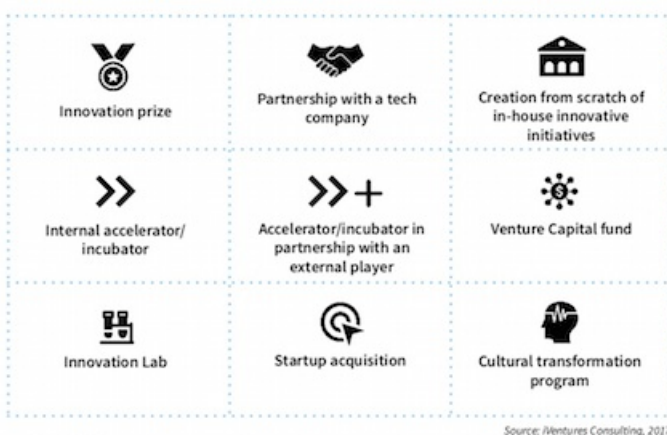 Innovation prize
Partnership with a tech
company
Creation from scratch of
in-house innovative
initiatives
Internal accelerator/
incubator
Accelerator/incubator in
partnership with an
external player
Venture Capital fund
Innovation Lab
Startup acquisition
Cultural transformation
program
Source: iVentures Consulting,